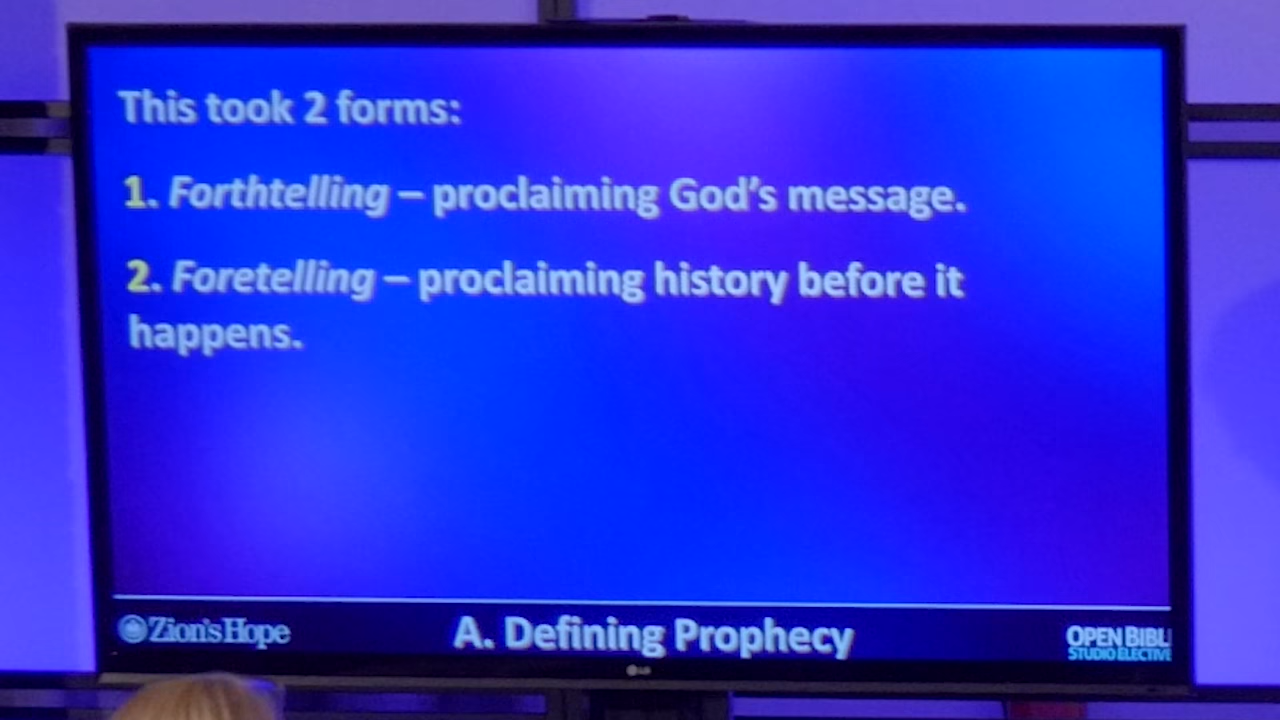 This took 2 forms:
1. Forthtelling – proclaiming God's message.
2. Foretelling – proclaiming history before it
happens.
Zion's Hope
A. Defining Prophecy
OPEN BIBL
STUDIO ELECTIVE
LG